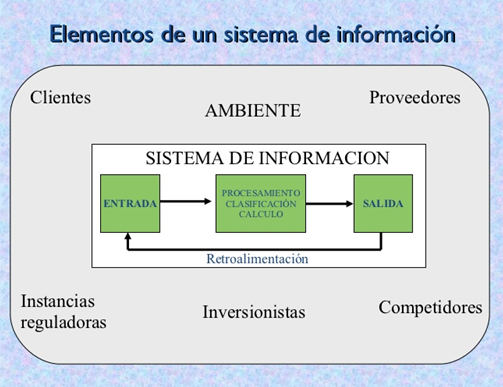 Elementos de un sistema de información
Clientes
Proveedores
AMBIENTE
SISTEMA DE INFORMACION
ENTRADA
PROCESAMIENTO
CLASIFICACIÓN
CALCULO
SALIDA
Retroalimentación
Instancias
reguladoras
Inversionistas
Competidores